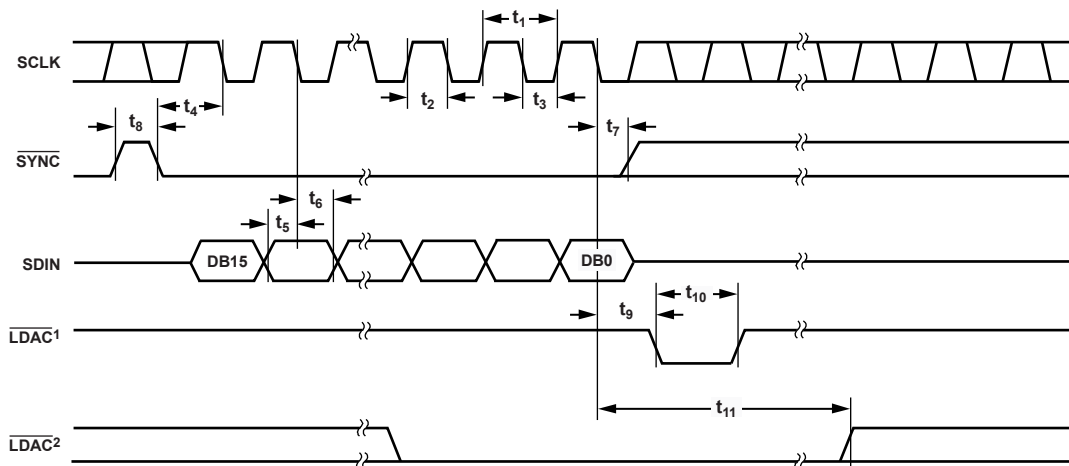 t1
SCLK
t2
t3
t4
t8
t7
SYNC
t6
t5
SDIN
DB15
DB0
t10
t9
LDAC1
t11
LDAC2